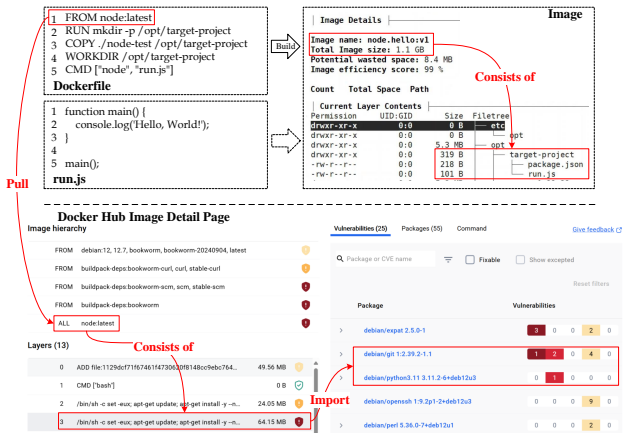 1 FROM node:latest
2 RUN mkdir -p /opt/target-project
3 COPY ./node-test /opt/target-project
4 WORKDIR /opt/target-project
5 CMD ["node", "run.js"]
Dockerfile
1 function main() {
2 console.log('Hello, World!');
3 }
4
5 main();
run.js
Build
Image
Image Details
Image name: node.hello:v1
Total Image size: 1.1 GB
Potential wasted space: 8.4 MB
Image efficiency score: 99 %
Consists of
Count Total Space Path
Current Layer Contents
Permission UID:GID Size Filetree
drwxr-xr-x 0:0 0 B etc
drwxr-xr-x 0:0 0 B opt
drwxr-xr-x 0:0 5.3 MB opt
drwxr-xr-x 0:0 319 B target-project
-rw-r--r-- 0:0 218 B package.json
-rw-r--r-- 0:0 101 B run.js
Pull
Docker Hub Image Detail Page
Image hierarchy
FROM debian:12, 12.7, bookworm, bookworm-20240904, latest
FROM buildpack-deps:bookworm-curl, curl, stable-curl
FROM buildpack-deps:bookworm-scm, scm, stable-scm
FROM buildpack-deps:bookworm
ALL node:latest
Layers (13)
Consists of
0 ADD file:1129dcf71f67461f4730620f8148cc9ebc764... 49.56 MB
1 CMD ["bash"] 0 B
2 /bin/sh -c set -eux; apt-get update; apt-get install -y --n... 24.05 MB
3 /bin/sh -c set -eux; apt-get update; apt-get install -y --n... 64.15 MB
Import
Vulnerabilities (25) Packages (55) Command Give feedback
Package or CVE name Fixable Show excepted
Reset filters
Package Vulnerabilities
debian/expat 2.5.0-1 3 0 0 2 0
debian/git 1:2.39.2-1.1 1 2 0 4 0
debian/python3.11 3.11.2-6+deb12u3 0 1 0 0 0
debian/openssh 1:9.2p1-2+deb12u3 0 0 0 9 0
debian/perl 5.36.0-7+deb12u1 0 0 0 2 0